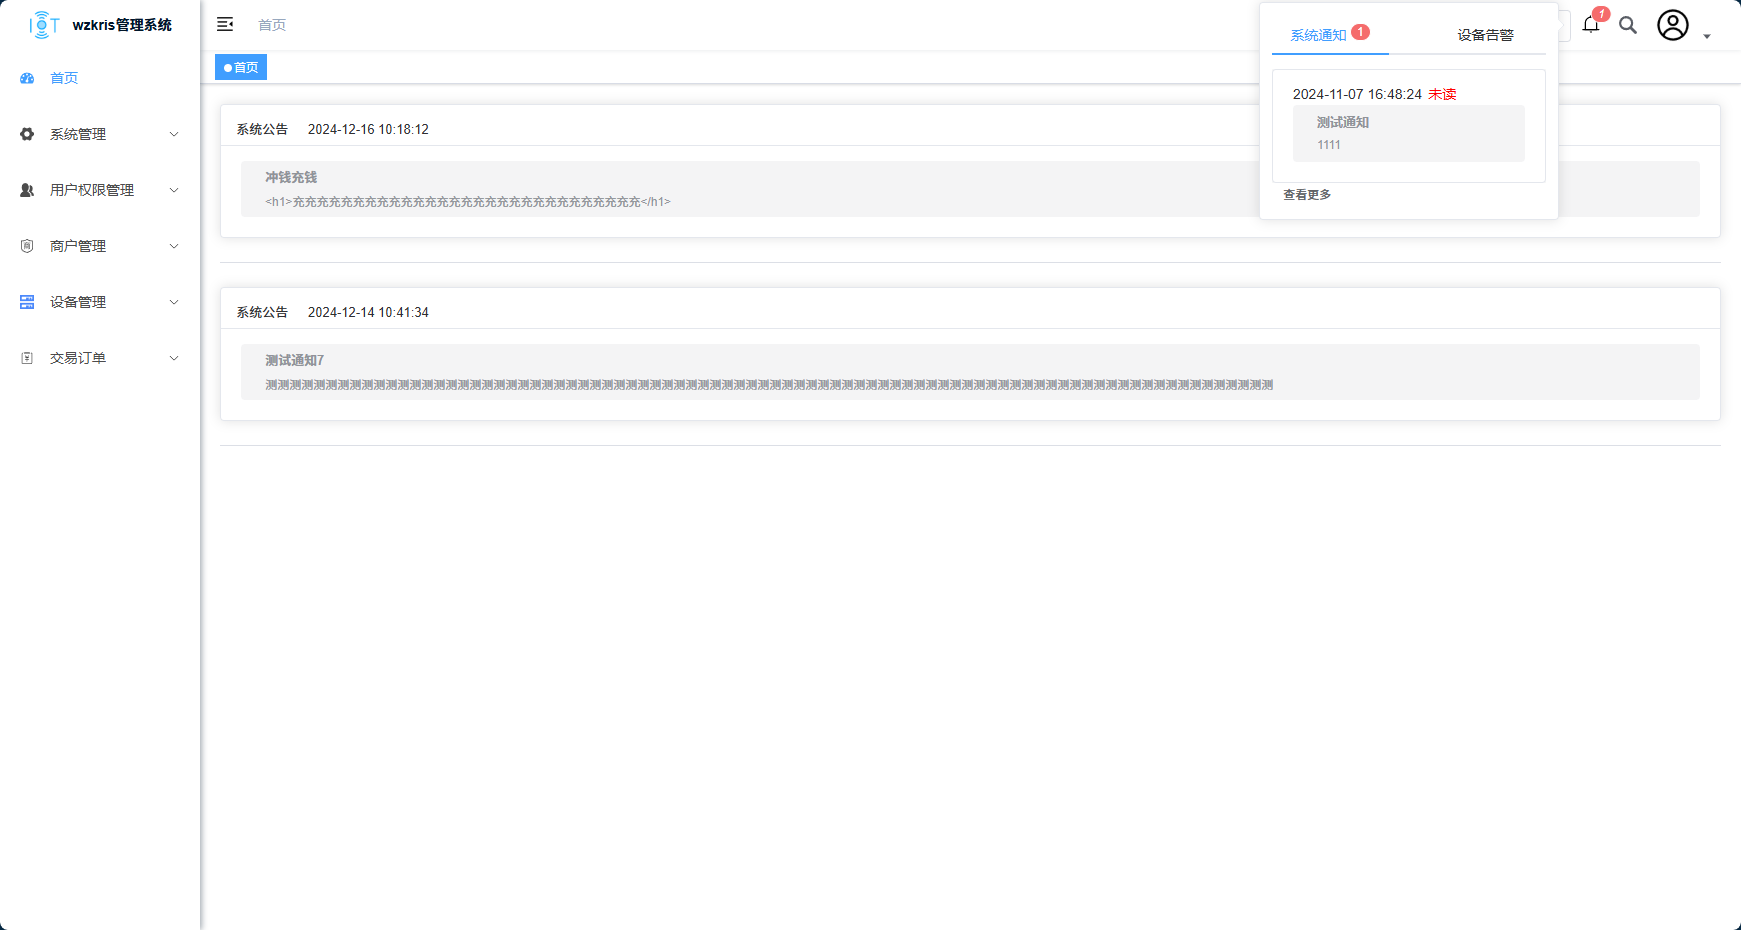 IOT wzkris管理系统
首页
系统管理
用户权限管理
商户管理
设备管理
交易订单
首页
1
首页
系统通知 1 设备告警
2024-11-07 16:48:24 未读
测试通知
1111
查看更多
系统公告 2024-12-16 10:18:12
冲钱充钱
<h1>充充充充充充充充充充充充充充充充充充充充充充充充充充充充充</h1>
系统公告 2024-12-14 10:41:34
测试通知7
测测测测测测测测测测测测测测测测测测测测测测测测测测测测测测测测测测测测测测测测测测测测测测测测测测测测测测测测测测测测测测测测测测测测测测测测测测测测测测测测测测测测